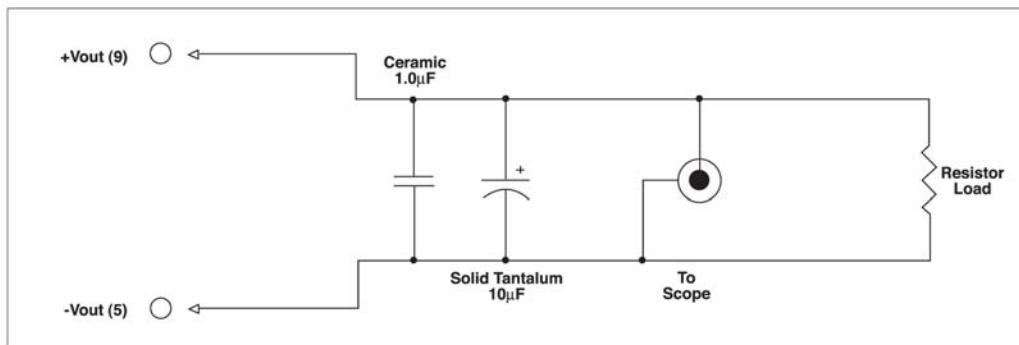 +Vout (9)
Ceramic
1.0μF
+
Resistor
Load
Solid Tantalum
10μF
To
Scope
-Vout (5)